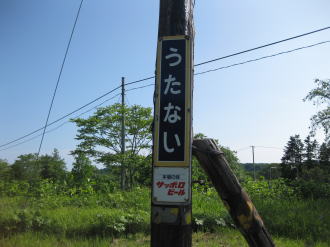 うたない
本場の味
サッポロ
ビール